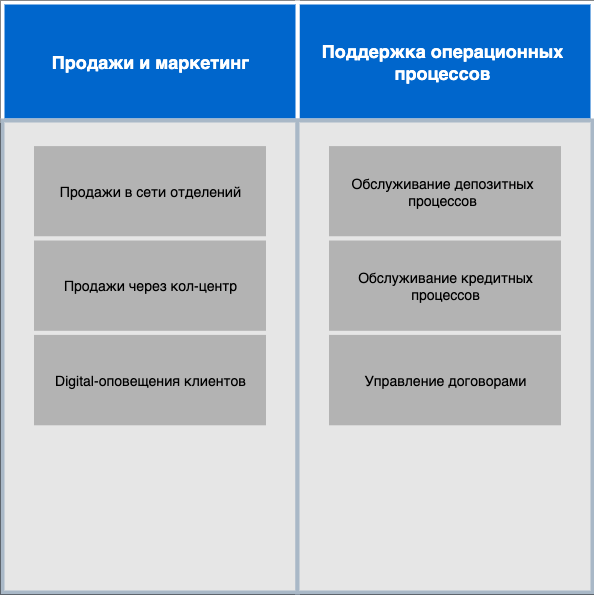 Продажи и маркетинг
Поддержка операционных
процессов
Продажи в сети отделений
Продажи через кол-центр
Digital-оповещения клиентов
Обслуживание депозитных
процессов
Обслуживание кредитных
процессов
Управление договорами